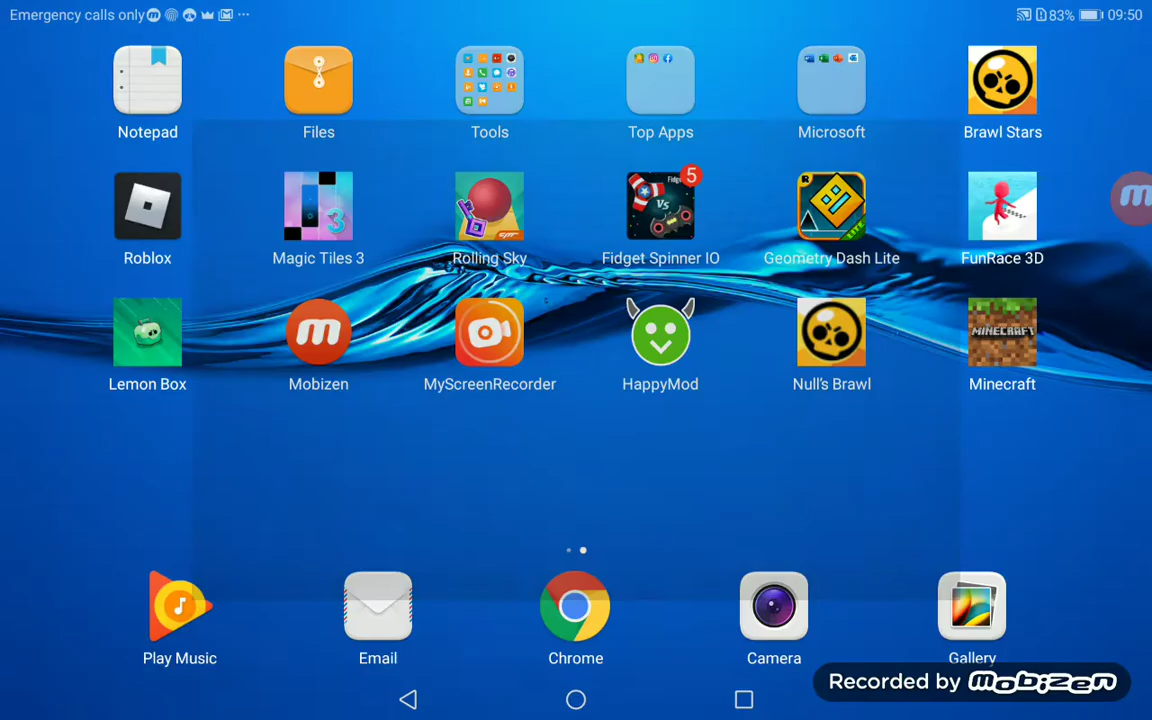 Emergency calls only
83% 09:50
Notepad Files Tools Top Apps Microsoft Brawl Stars
5
Roblox Magic Tiles 3 Rolling Sky Fidget Spinner IO Geometry Dash Lite FunRace 3D
MINECRAFT
Lemon Box Mobizen MyScreenRecorder HappyMod Null's Brawl Minecraft
Play Music Email Chrome Camera Gallery
Recorded by mobizen